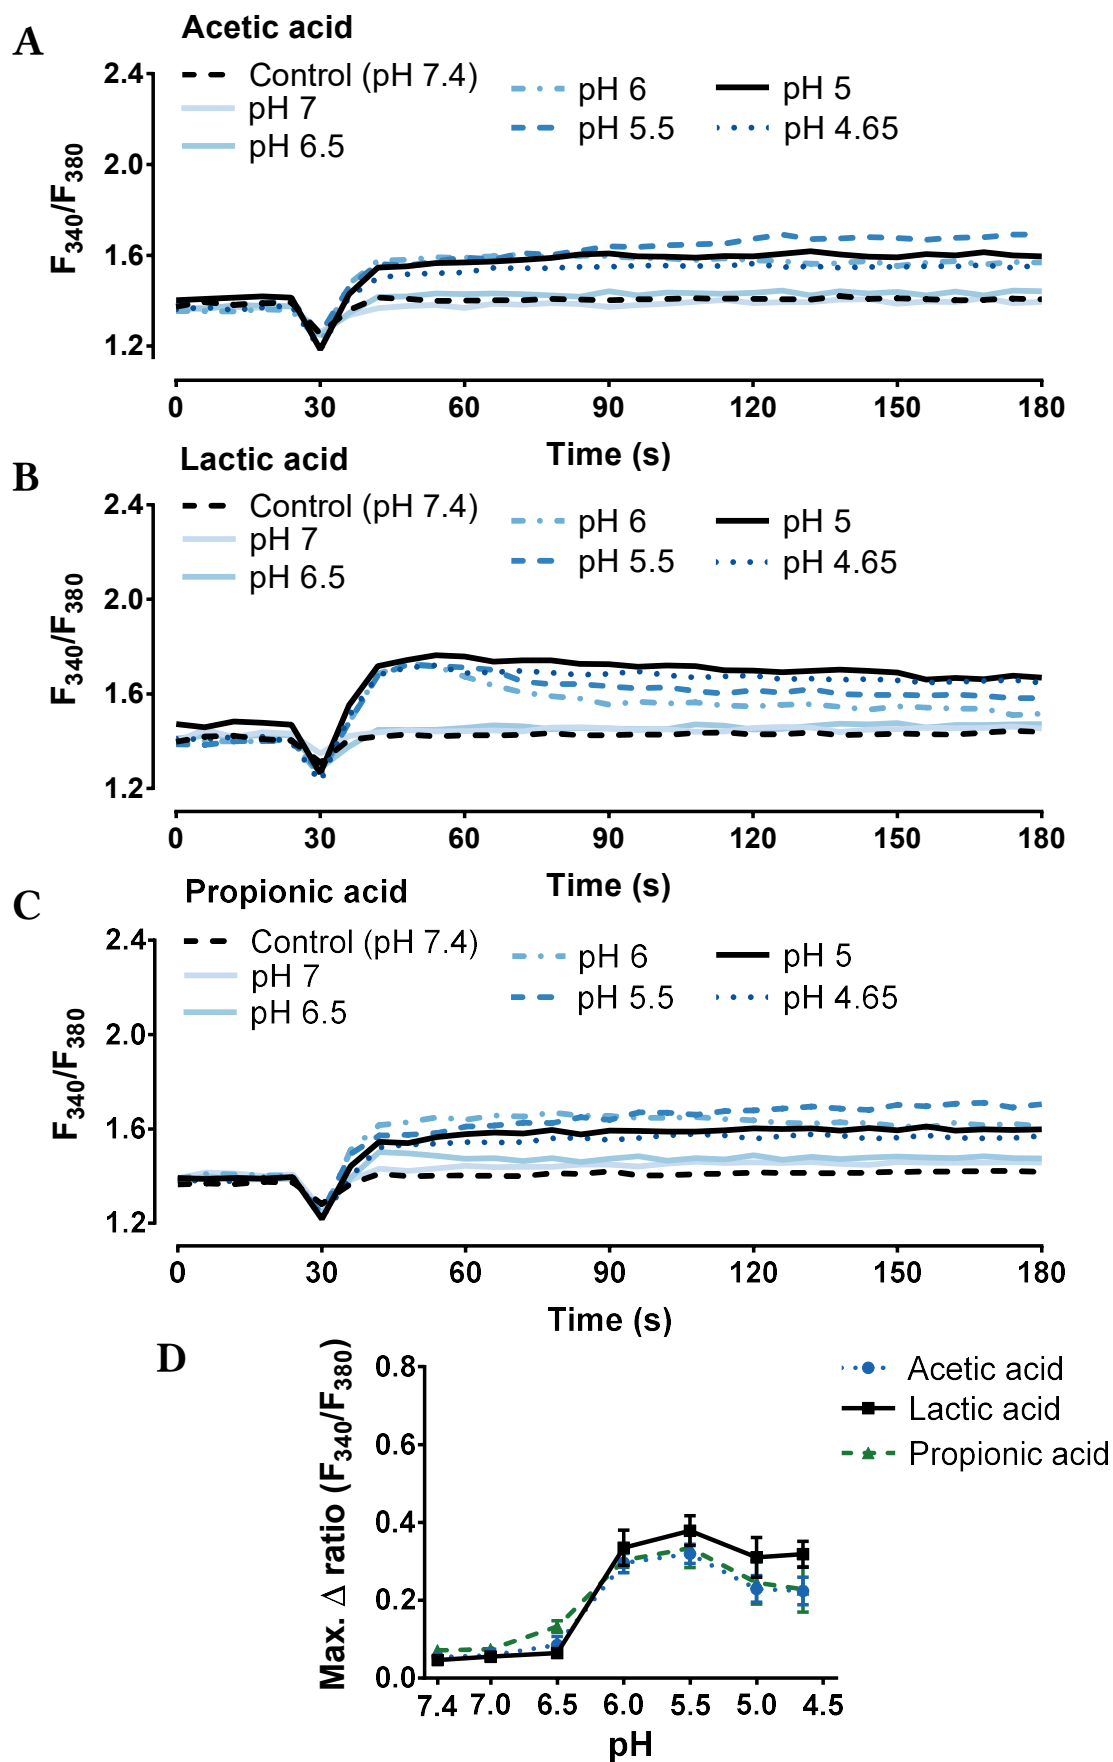 A
Acetic acid
Control (pH 7.4)
pH 7
pH 6.5
pH 6
pH 5.5
pH 5
pH 4.65
F340/F380
2.4
2.0
1.6
1.2
0 30 60 90 120 150 180
Time (s)
B
Lactic acid
Control (pH 7.4)
pH 7
pH 6.5
pH 6
pH 5.5
pH 5
pH 4.65
F340/F380
2.4
2.0
1.6
1.2
0 30 60 90 120 150 180
Time (s)
C
Propionic acid
Control (pH 7.4)
pH 7
pH 6.5
pH 6
pH 5.5
pH 5
pH 4.65
F340/F380
2.4
2.0
1.6
1.2
0 30 60 90 120 150 180
Time (s)
D
Max. Δ ratio (F340/F380)
0.8
0.6
0.4
0.2
0.0
7.4 7.0 6.5 6.0 5.5 5.0 4.5
pH
Acetic acid
Lactic acid
Propionic acid